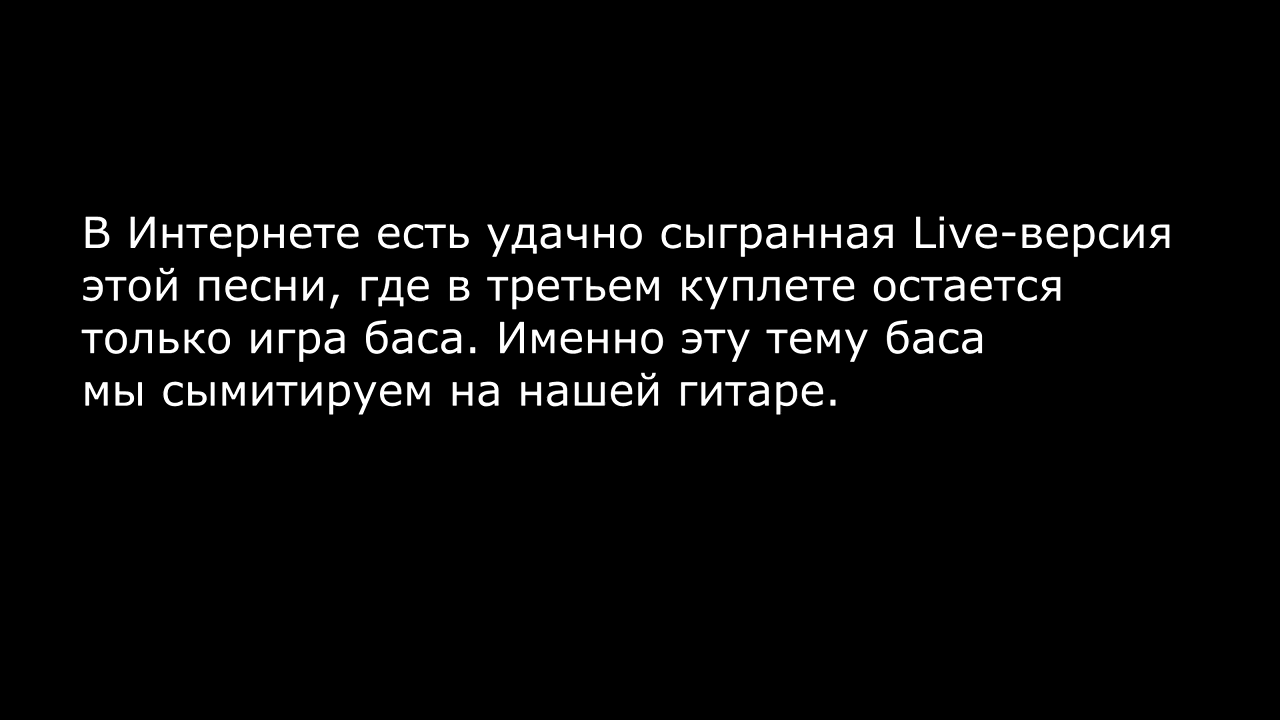 В Интернете есть удачно сыгранная Live-версия
этой песни, где в третьем куплете остается
только игра баса. Именно эту тему баса
мы сымитируем на нашей гитаре.